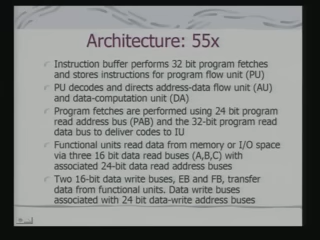 Architecture: 55x
Instruction buffer performs 32 bit program fetches
and stores instructions for program flow unit (PU)
PU decodes and directs address-data flow unit (AU)
and data-computation unit (DA)
Program fetches are performed using 24 bit program
read address bus (PAB) and the 32-bit program read
data bus to deliver codes to IU
Functional units read data from memory or I/O space
via three 16 bit data read buses (A,B,C) with
associated 24-bit data read address buses
Two 16-bit data write buses, EB and FB, transfer
data from functional units. Data write buses
associated with 24 bit data-write address buses